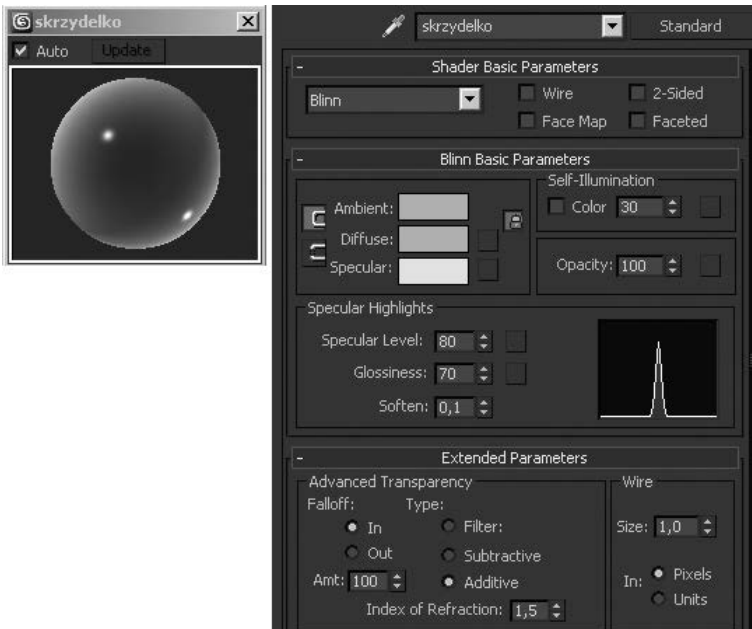 skrzydelko
Auto Update
skrzydelko Standard
- Shader Basic Parameters
Blinn
Wire 2-Sided
Face Map Faceted
- Blinn Basic Parameters
Ambient:
Diffuse:
Specular:
Self-Illumination
Color 30
Opacity: 100
Specular Highlights
Specular Level: 80
Glossiness: 70
Soften: 0,1
- Extended Parameters
Advanced Transparency
Falloff: Type:
In Filter:
Out Subtractive
Amt: 100 Additive
Index of Refraction: 1,5
Wire
Size: 1,0
In: Pixels
Units